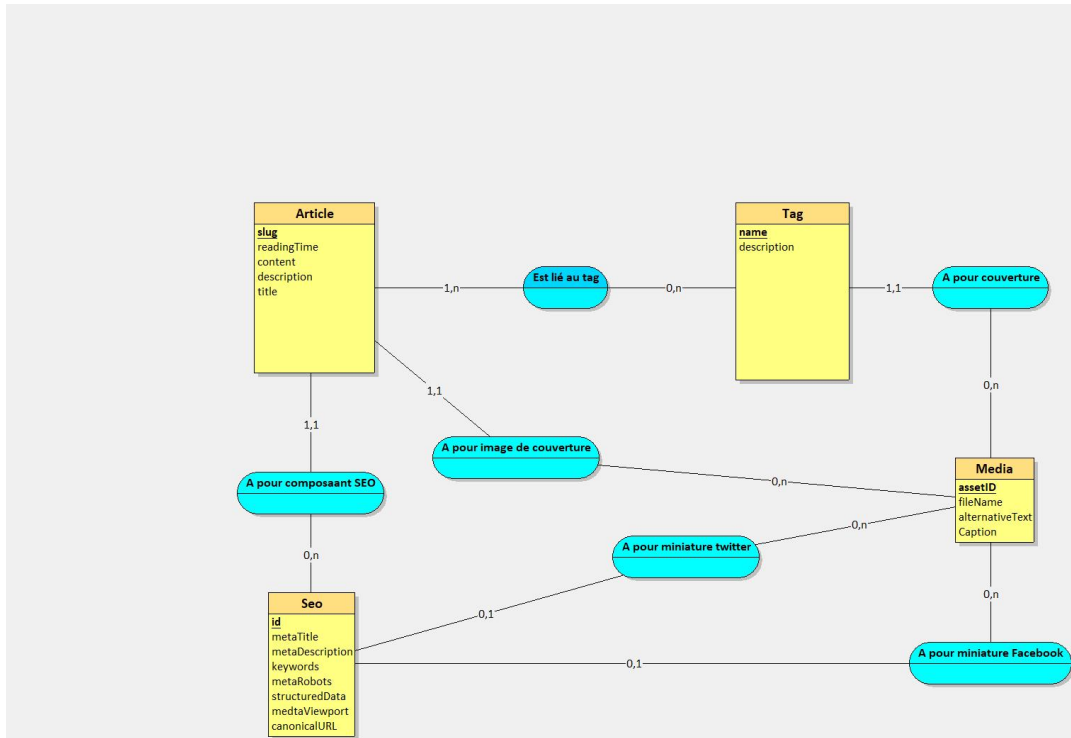 Article
slug
readingTime
content
description
title
1,n
Est lié au tag
0,n
Tag
name
description
1,1
A pour couverture
0,n
1,1
A pour image de couverture
0,n
1,1
A pour composaant SEO
0,n
Media
assetID
fileName
alternativeText
Caption
0,n
A pour miniature twitter
0,1
0,n
Seo
id
metaTitle
metaDescription
keywords
metaRobots
structuredData
medtaViewport
canonicalURL
0,1
A pour miniature Facebook